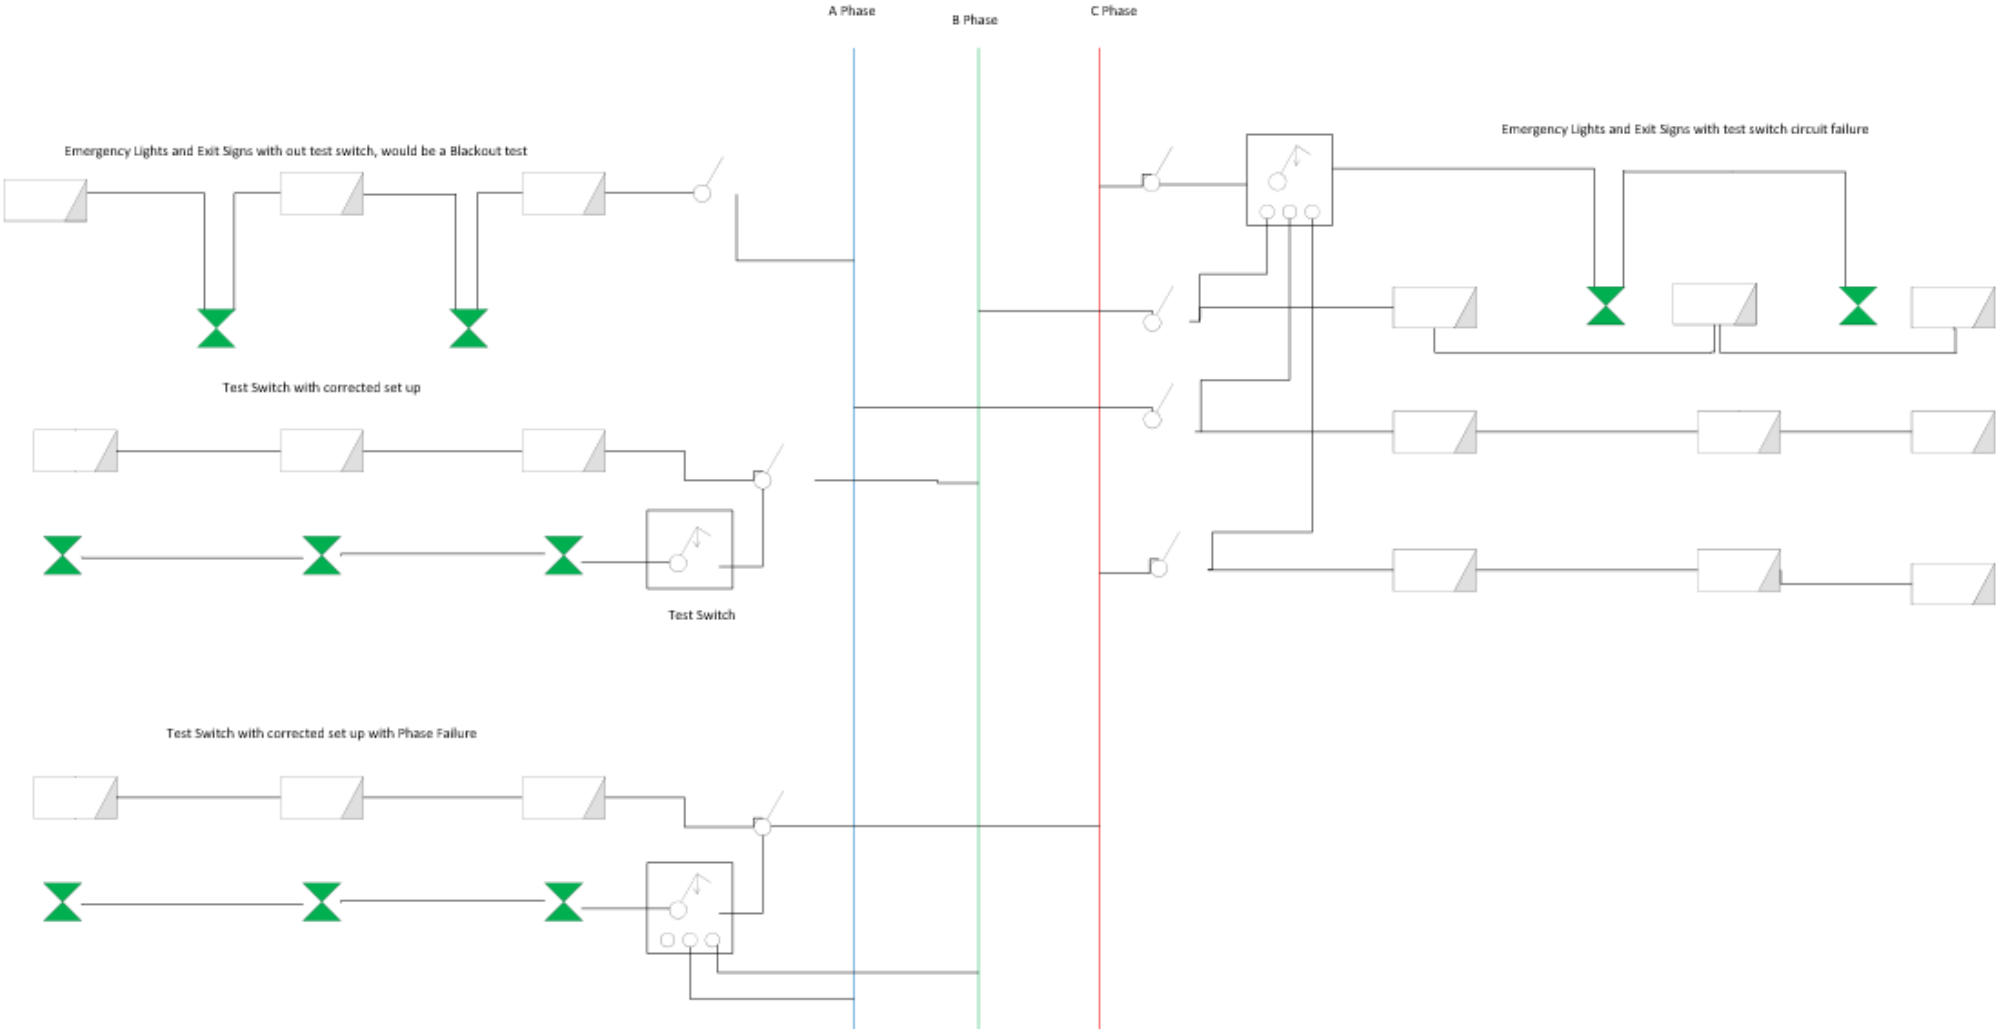 A Phase
B Phase
C Phase
Emergency Lights and Exit Signs with test switch circuit failure
Emergency Lights and Exit Signs with out test switch, would be a Blackout test
Test Switch with corrected set up
Test Switch
Test Switch with corrected set up with Phase Failure